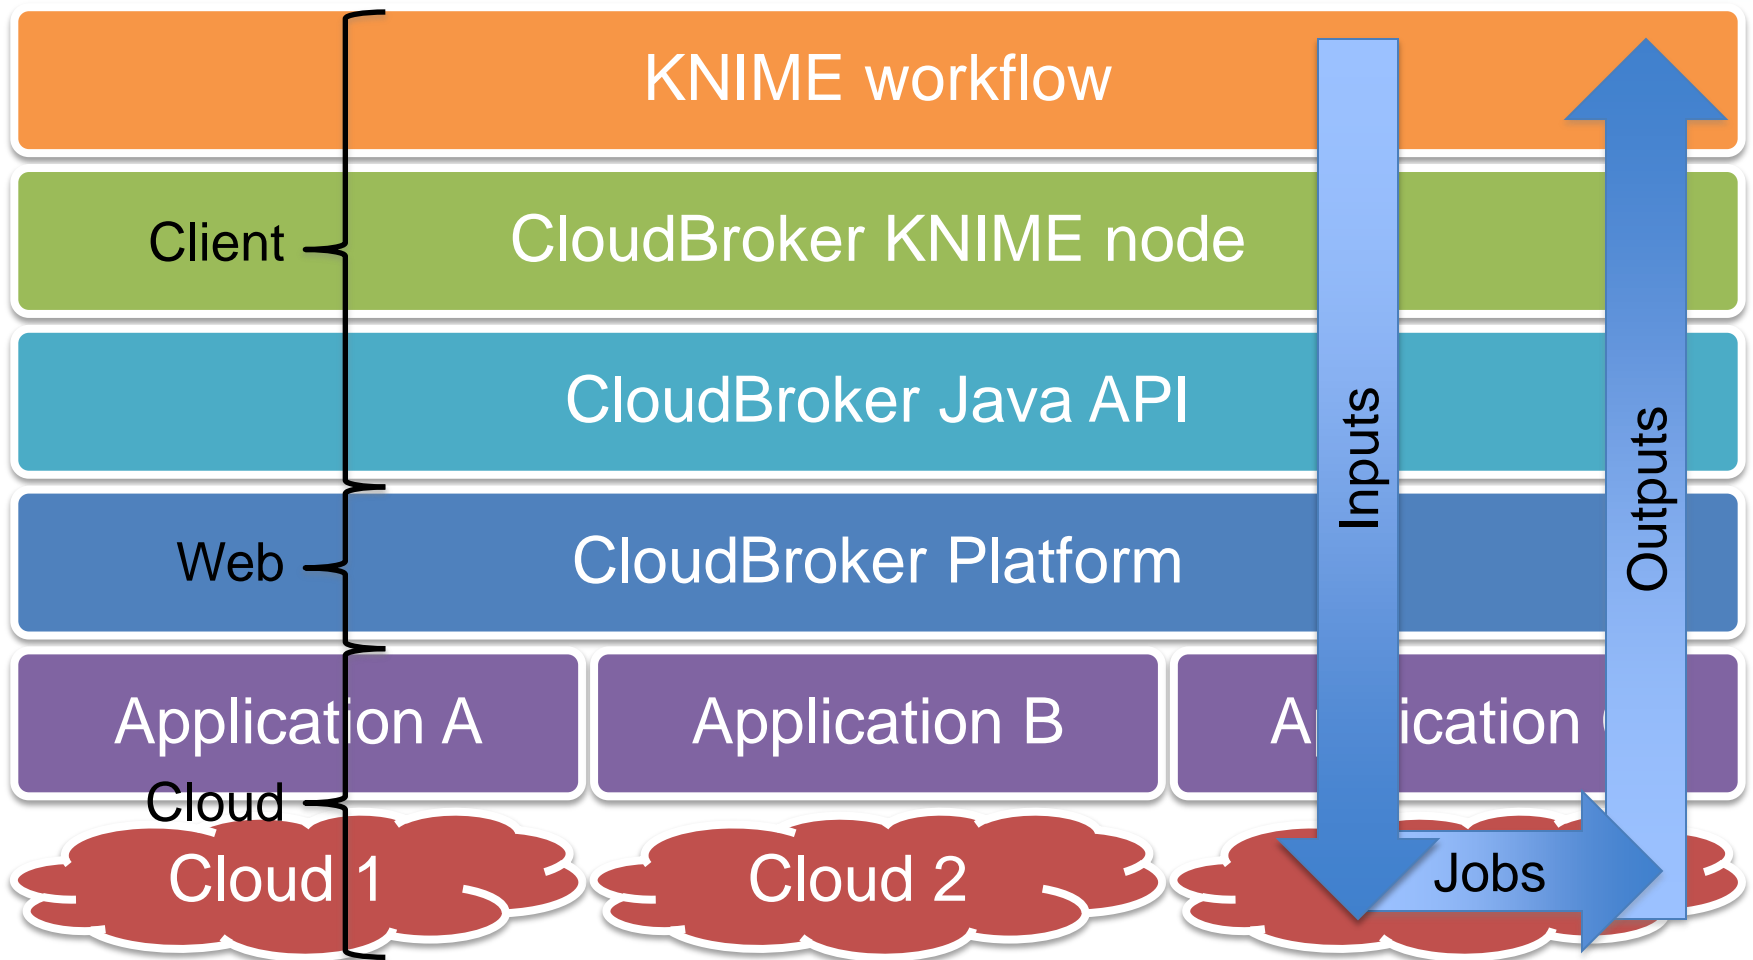 KNIME workflow
Client
CloudBroker KNIME node
CloudBroker Java API
Inputs
Outputs
Web
CloudBroker Platform
Application A
Application B
Application
Cloud
Cloud 1
Cloud 2
Jobs